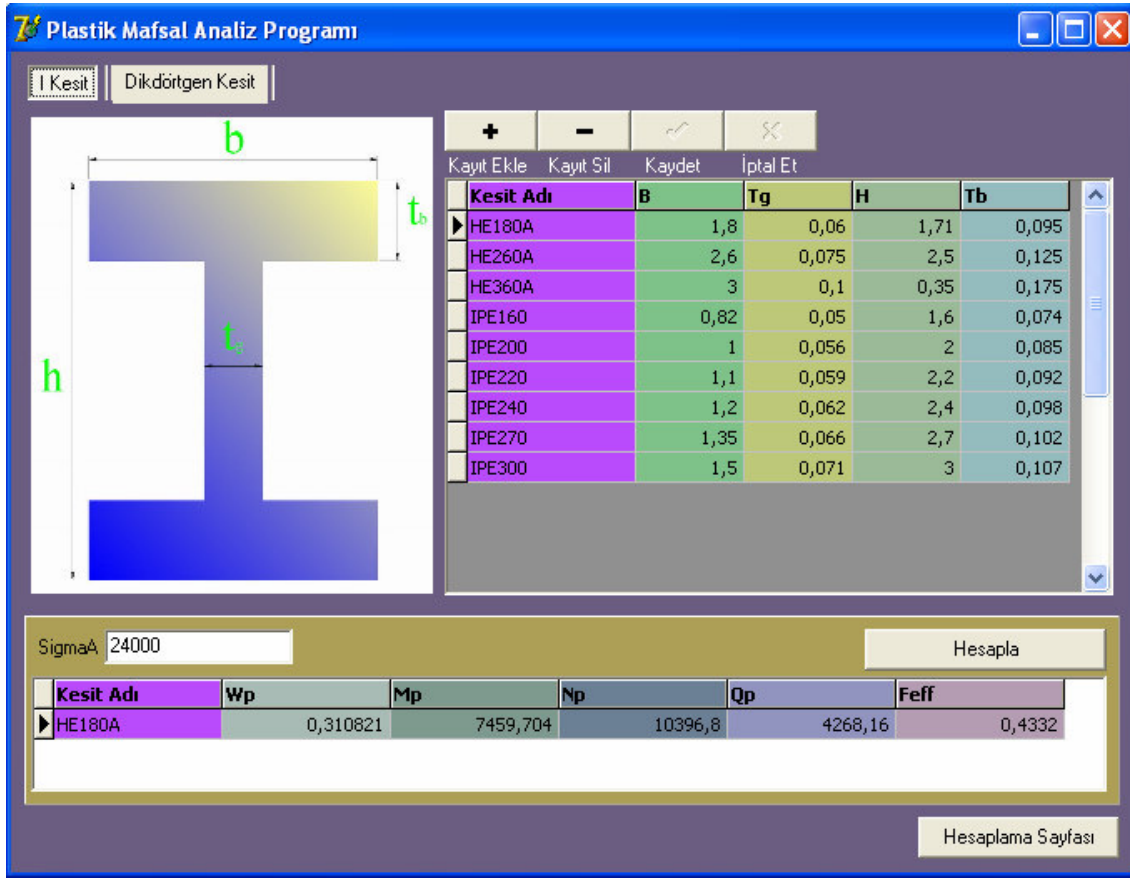 Plastik Mafsal Analiz Programı
I Kesit Dikdörtgen Kesit
b
h
t_b
t_g
+ −
Kayıt Ekle Kayıt Sil Kaydet İptal Et
Kesit Adı B Tg H Tb
HE180A 1,8 0,06 1,71 0,095
HE260A 2,6 0,075 2,5 0,125
HE360A 3 0,1 0,35 0,175
IPE160 0,82 0,05 1,6 0,074
IPE200 1 0,056 2 0,085
IPE220 1,1 0,059 2,2 0,092
IPE240 1,2 0,062 2,4 0,098
IPE270 1,35 0,066 2,7 0,102
IPE300 1,5 0,071 3 0,107
SigmaA 24000
Hesapla
Kesit Adı Wp Mp Np Qp Feff
HE180A 0,310821 7459,704 10396,8 4268,16 0,4332
Hesaplama Sayfası